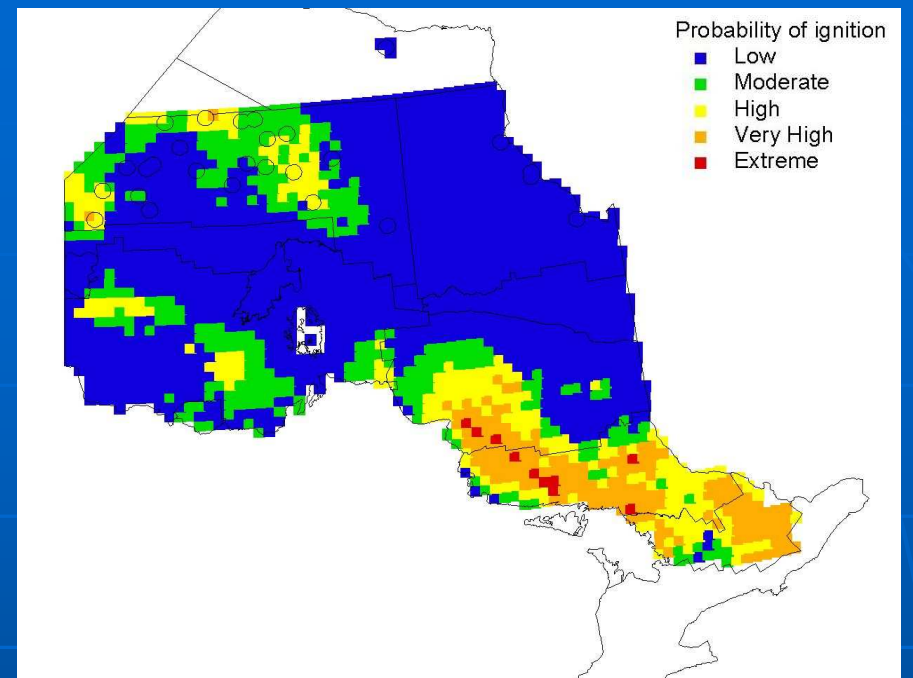 Probability of ignition
Low
Moderate
High
Very High
Extreme